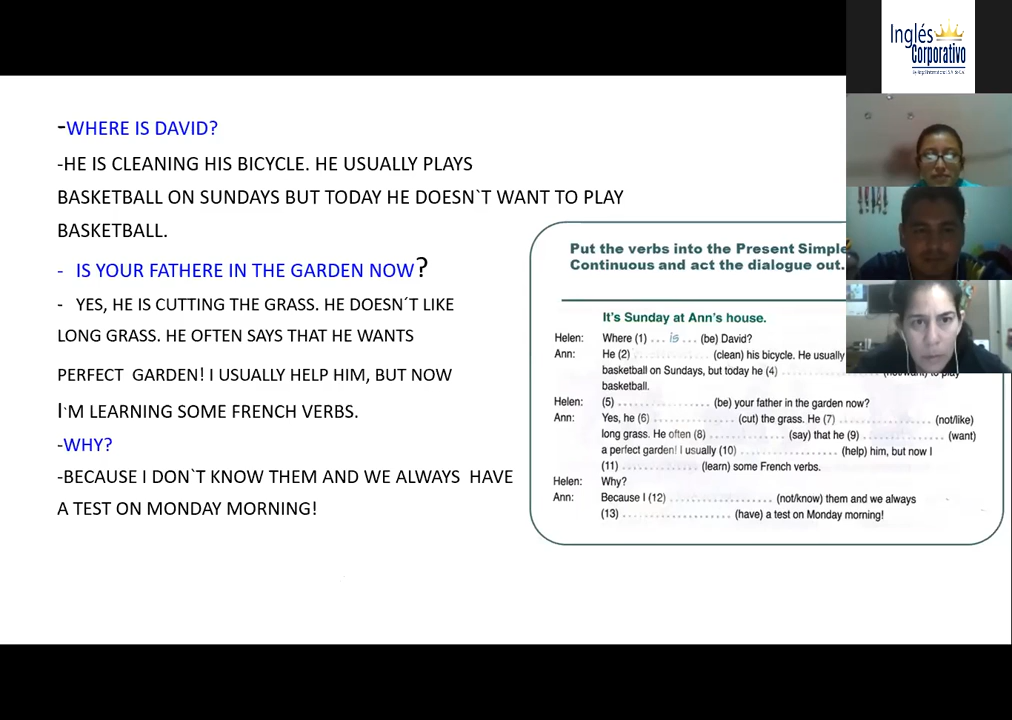 Inglés
Corporativo
-WHERE IS DAVID?
-HE IS CLEANING HIS BICYCLE. HE USUALLY PLAYS
BASKETBALL ON SUNDAYS BUT TODAY HE DOESN`T WANT TO PLAY
BASKETBALL.
- IS YOUR FATHERE IN THE GARDEN NOW?
- YES, HE IS CUTTING THE GRASS. HE DOESN´T LIKE
LONG GRASS. HE OFTEN SAYS THAT HE WANTS
PERFECT GARDEN! I USUALLY HELP HIM, BUT NOW
I`M LEARNING SOME FRENCH VERBS.
-WHY?
-BECAUSE I DON`T KNOW THEM AND WE ALWAYS HAVE
A TEST ON MONDAY MORNING!
Put the verbs into the Present Simple
Continuous and act the dialogue out.
It's Sunday at Ann's house.
Helen: Where (1) ... is ... (be) David?
Ann: He (2) .................. (clean) his bicycle. He usually
basketball on Sundays, but today he (4) .................. (not/want) to play
basketball.
Helen: (5) .................. (be) your father in the garden now?
Ann: Yes, he (6) .................. (cut) the grass. He (7) .................. (not/like)
long grass. He often (8) .................. (say) that he (9) .................. (want)
a perfect garden! I usually (10) .................. (help) him, but now I
(11) .................. (learn) some French verbs.
Helen: Why?
Ann: Because I (12) .................. (not/know) them and we always
(13) .................. (have) a test on Monday morning!